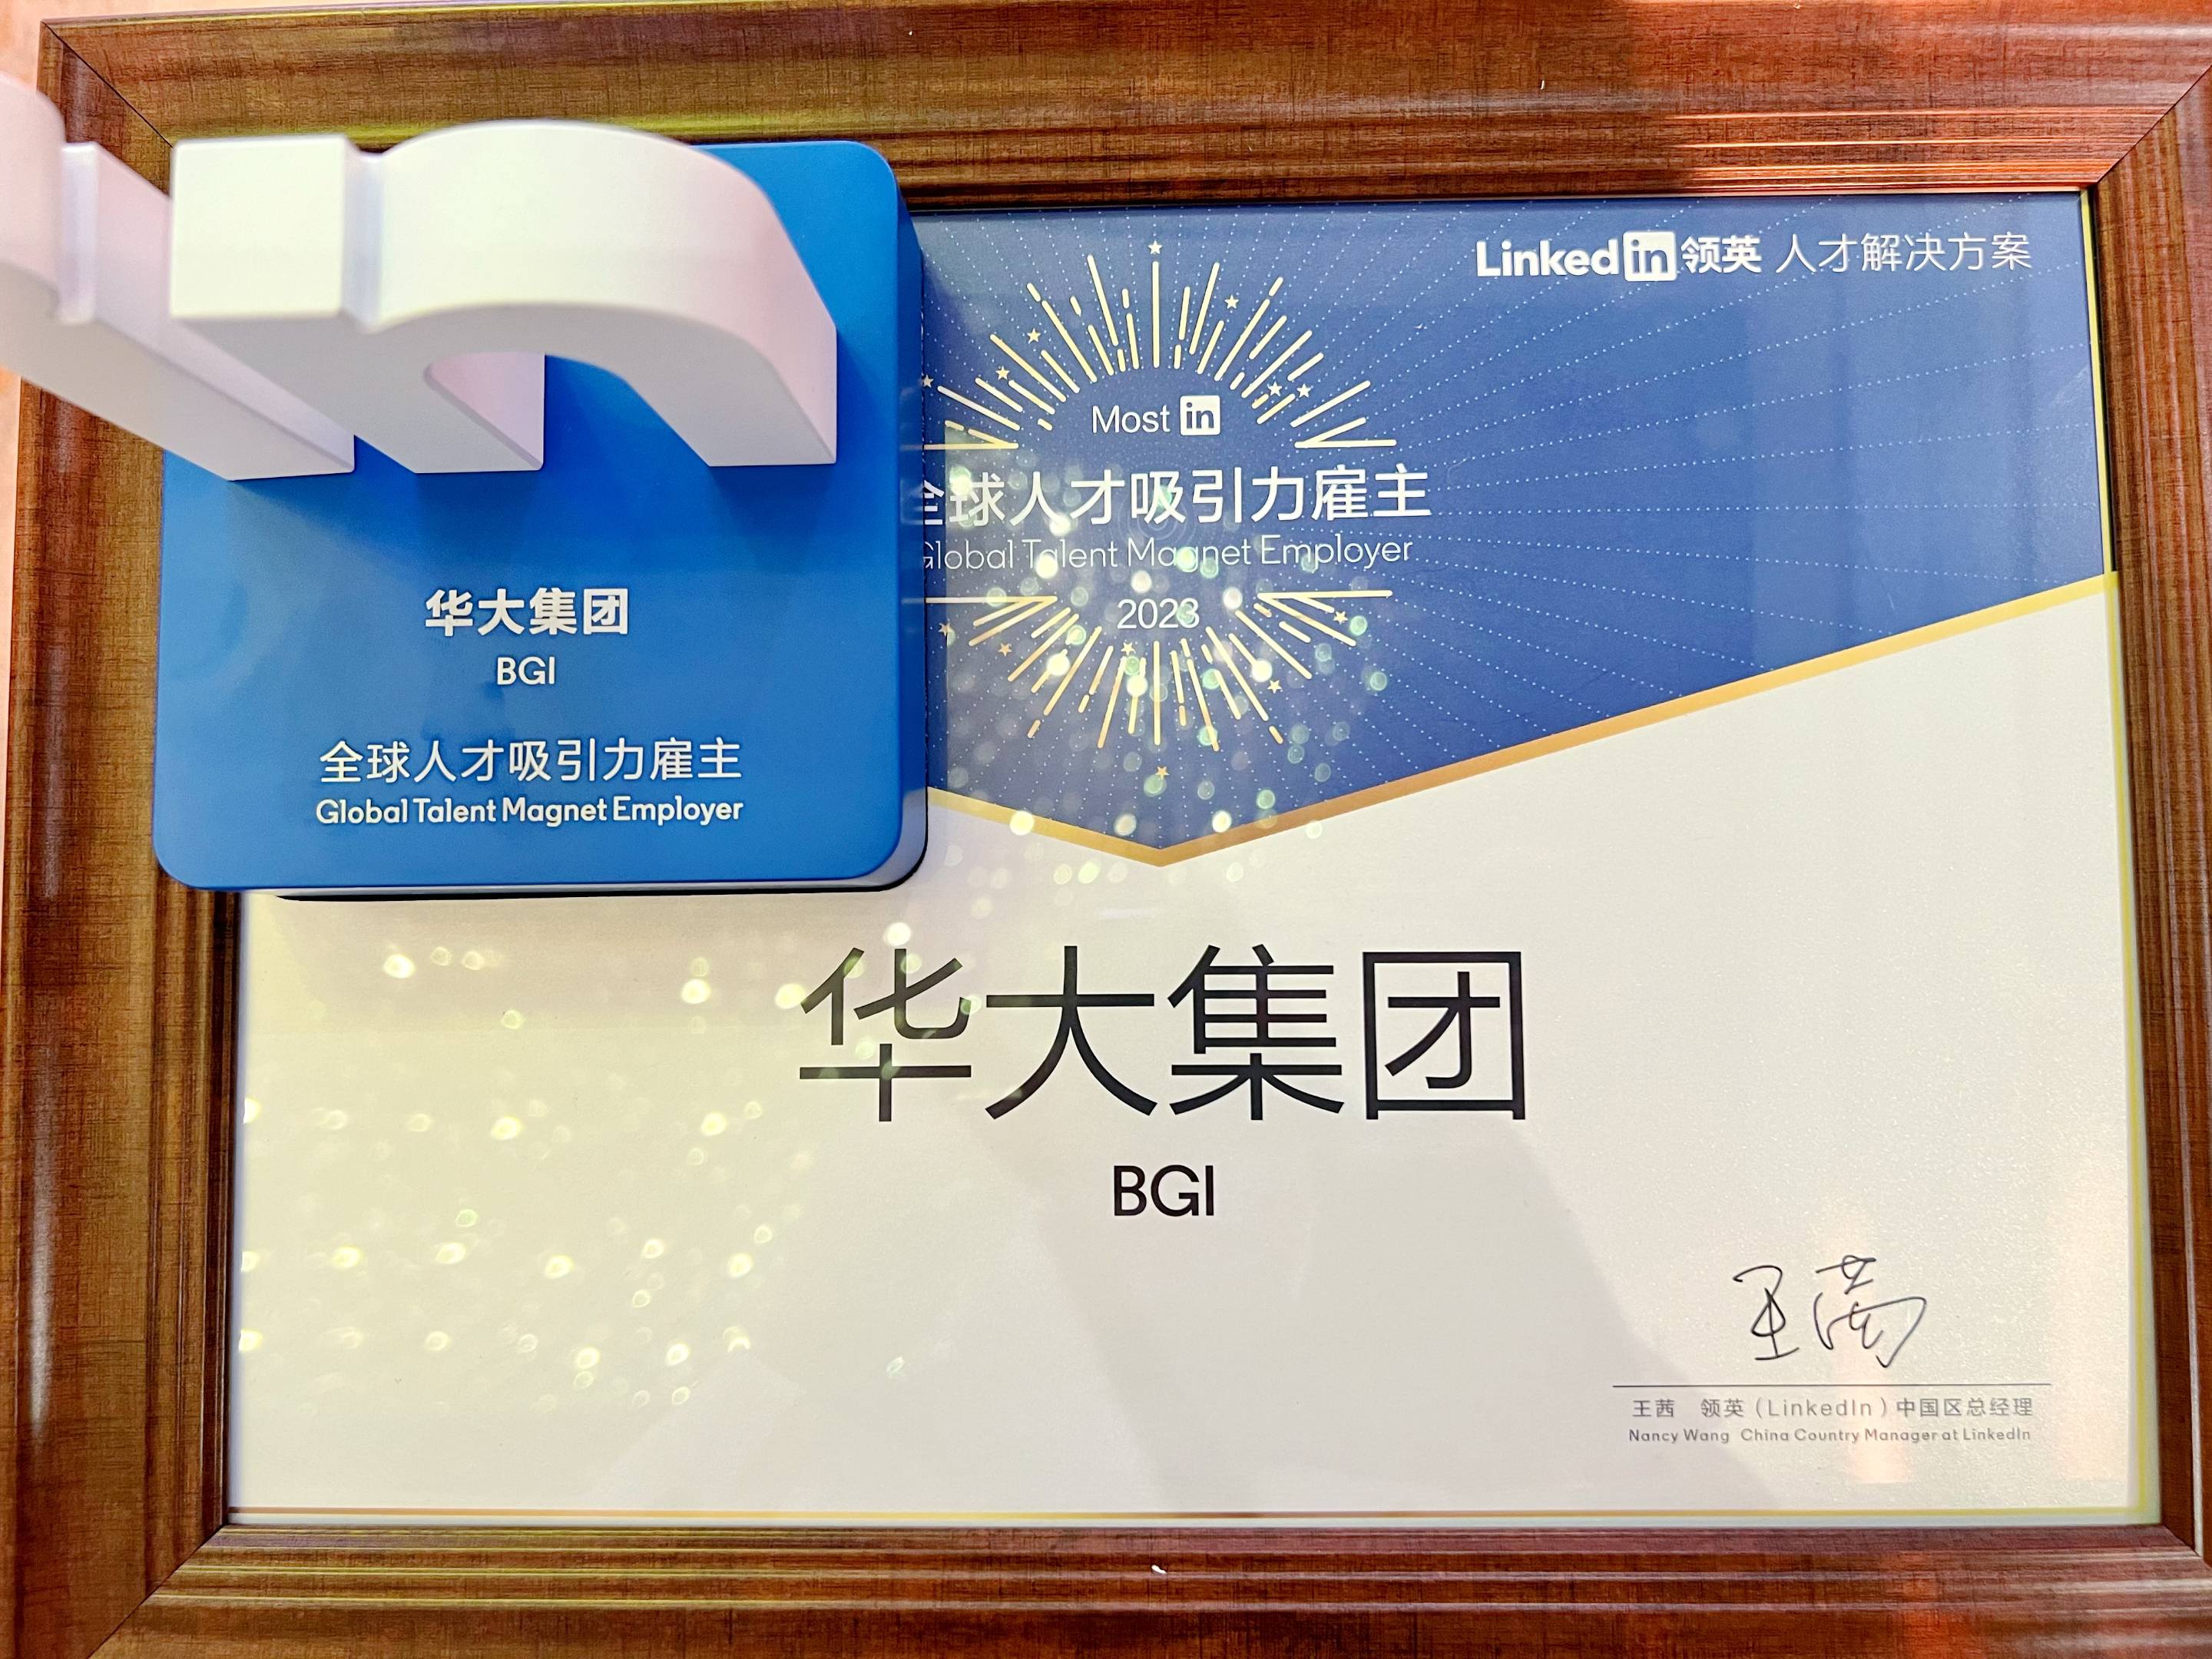 in
华大集团
BGI
全球人才吸引力雇主
Global Talent Magnet Employer
Linked in 领英 人才解决方案
Most in
全球人才吸引力雇主
Global Talent Magnet Employer
2023
华大集团
BGI
王茜
王茜 领英（LinkedIn）中国区总经理
Nancy Wang China Country Manager at LinkedIn